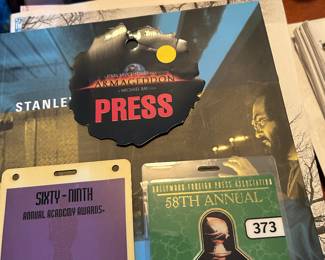 ARMAGEDDON
PRESS
STANLEY
SIXTY - NINTH
ANNUAL ACADEMY AWARDS
HOLLYWOOD FOREIGN PRESS ASSOCIATION
58TH ANNUAL
373